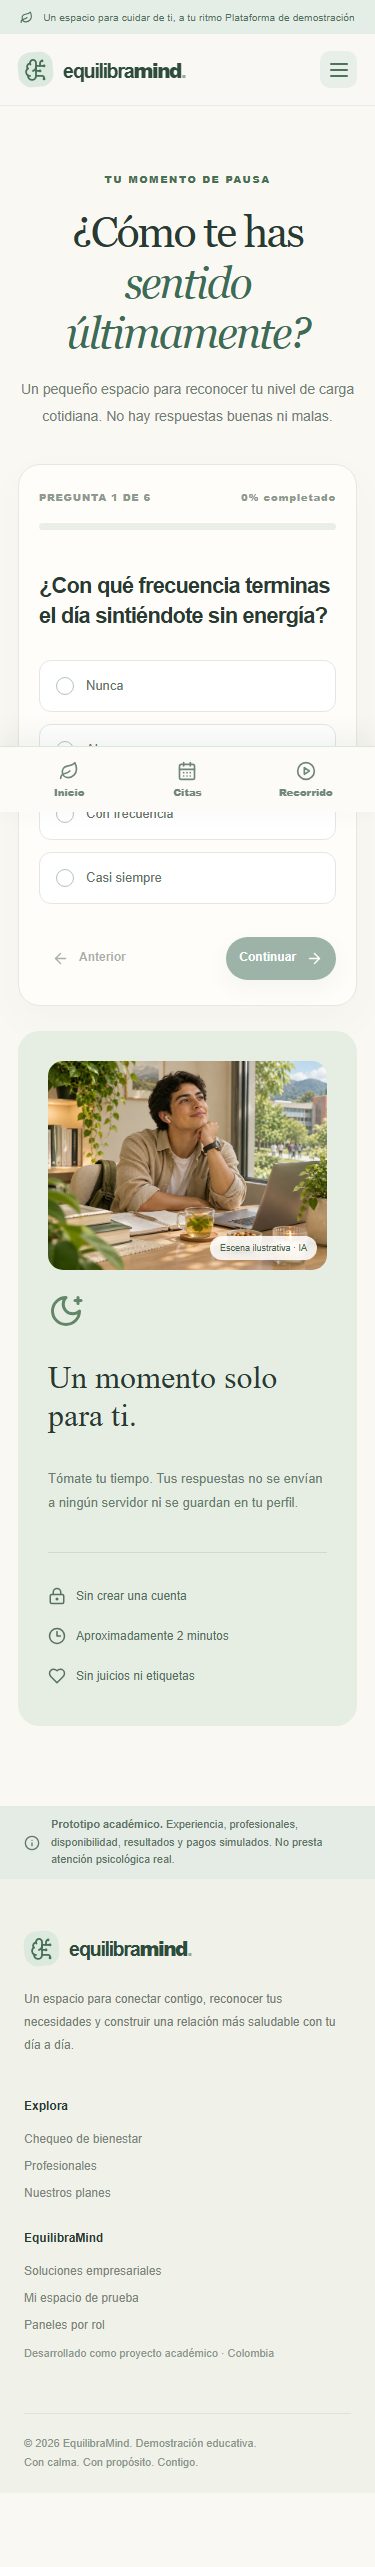 Un espacio para cuidar de ti, a tu ritmo Plataforma de demostración
equilibramind.
TU MOMENTO DE PAUSA
¿Cómo te has
sentido
últimamente?
Un pequeño espacio para reconocer tu nivel de carga
cotidiana. No hay respuestas buenas ni malas.
PREGUNTA 1 DE 6
0% completado
¿Con qué frecuencia terminas
el día sintiéndote sin energía?
Nunca
Inicio
Citas
Recorrido
Con frecuencia
Casi siempre
Anterior
Continuar
Escena ilustrativa · IA
Un momento solo
para ti.
Tómate tu tiempo. Tus respuestas no se envían
a ningún servidor ni se guardan en tu perfil.
Sin crear una cuenta
Aproximadamente 2 minutos
Sin juicios ni etiquetas
Prototipo académico. Experiencia, profesionales,
disponibilidad, resultados y pagos simulados. No presta
atención psicológica real.
equilibramind.
Un espacio para conectar contigo, reconocer tus
necesidades y construir una relación más saludable con tu
día a día.
Explora
Chequeo de bienestar
Profesionales
Nuestros planes
EquilibraMind
Soluciones empresariales
Mi espacio de prueba
Paneles por rol
Desarrollado como proyecto académico · Colombia
© 2026 EquilibraMind. Demostración educativa.
Con calma. Con propósito. Contigo.